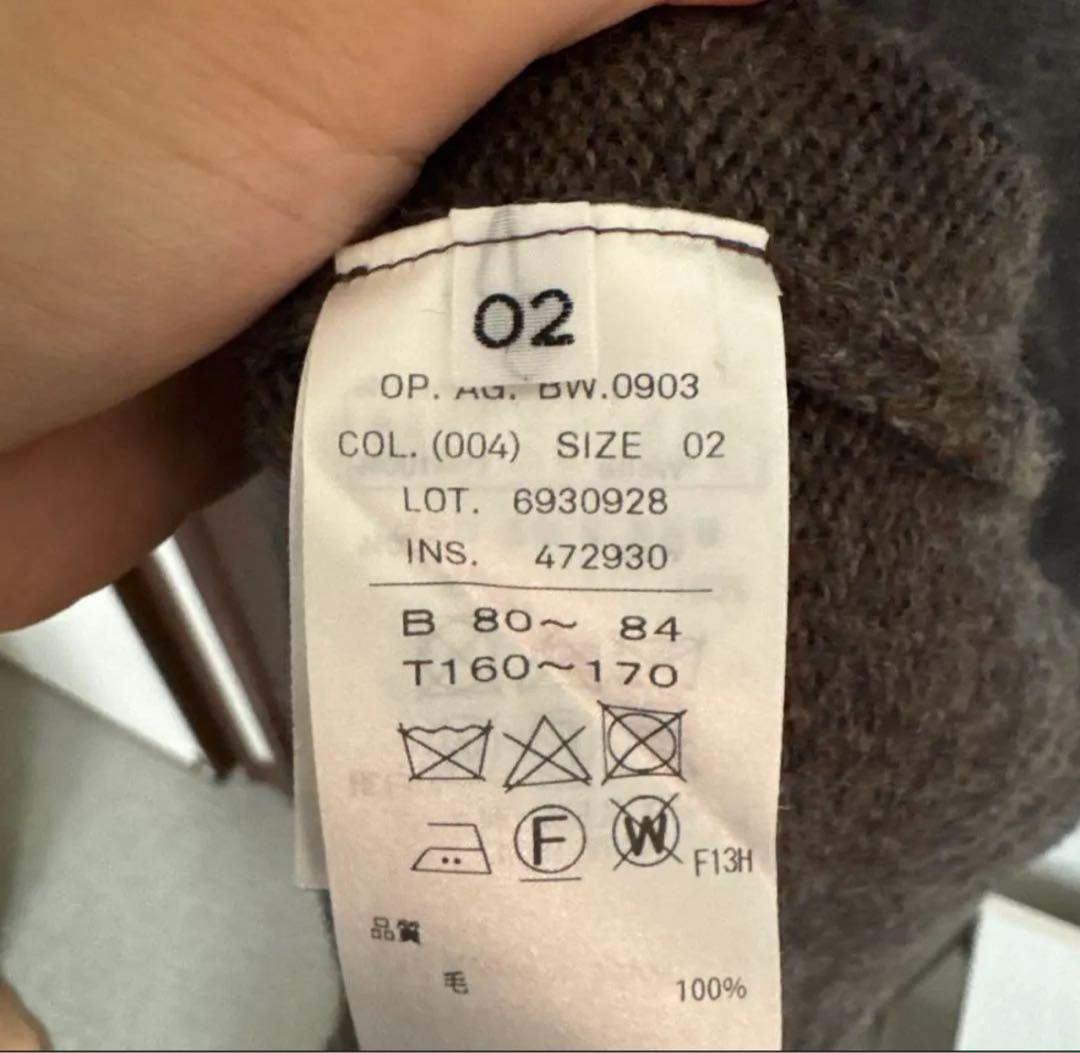 02
OP. AG. BW.0903
COL.(004) SIZE 02
LOT. 6930928
INS. 472930
B 80~ 84
T160~170
F W F13H
品質
毛 100%